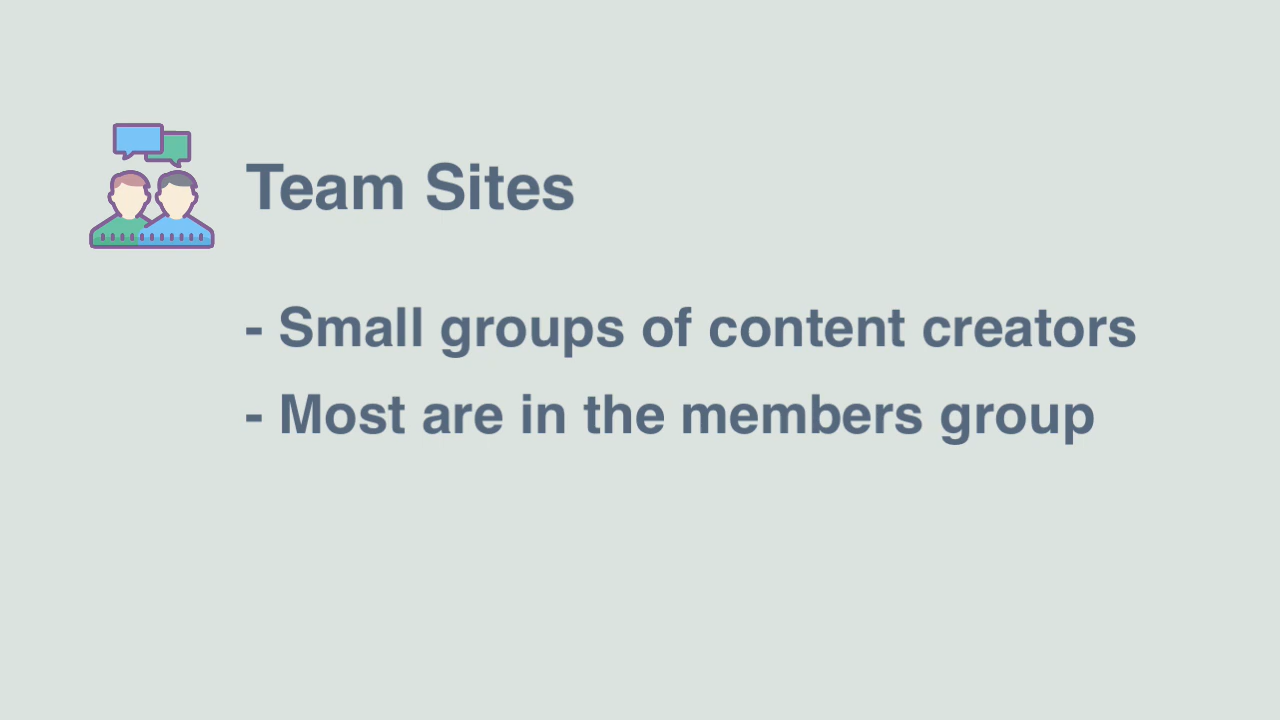 Team Sites
- Small groups of content creators
- Most are in the members group